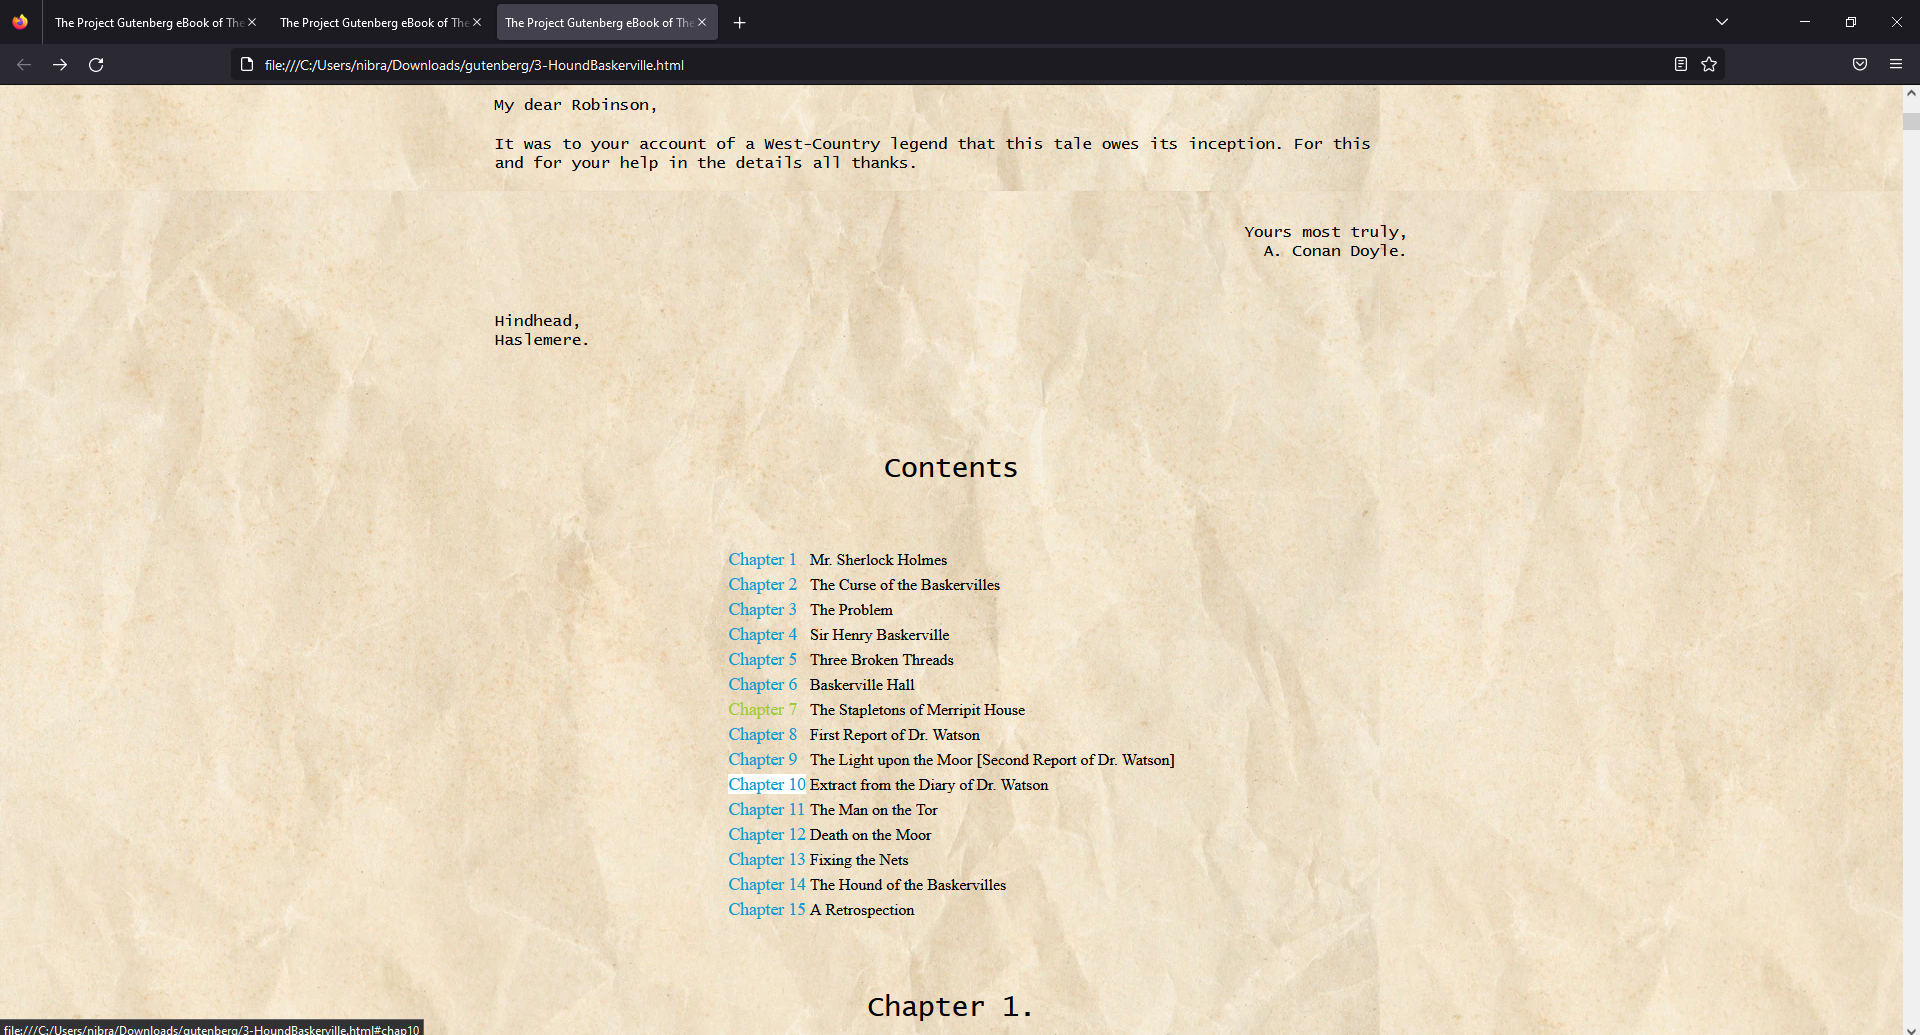 The Project Gutenberg eBook of The
The Project Gutenberg eBook of The
The Project Gutenberg eBook of The
file:///C:/Users/nibra/Downloads/gutenberg/3-HoundBaskerville.html
My dear Robinson,
It was to your account of a West-Country legend that this tale owes its inception. For this
and for your help in the details all thanks.
Yours most truly,
A. Conan Doyle.
Hindhead,
Haslemere.
Contents
Chapter 1 Mr. Sherlock Holmes
Chapter 2 The Curse of the Baskervilles
Chapter 3 The Problem
Chapter 4 Sir Henry Baskerville
Chapter 5 Three Broken Threads
Chapter 6 Baskerville Hall
Chapter 7 The Stapletons of Merripit House
Chapter 8 First Report of Dr. Watson
Chapter 9 The Light upon the Moor [Second Report of Dr. Watson]
Chapter 10 Extract from the Diary of Dr. Watson
Chapter 11 The Man on the Tor
Chapter 12 Death on the Moor
Chapter 13 Fixing the Nets
Chapter 14 The Hound of the Baskervilles
Chapter 15 A Retrospection
Chapter 1.
file:///C:/Users/nibra/Downloads/gutenberg/3-HoundBaskerville.html#chap10